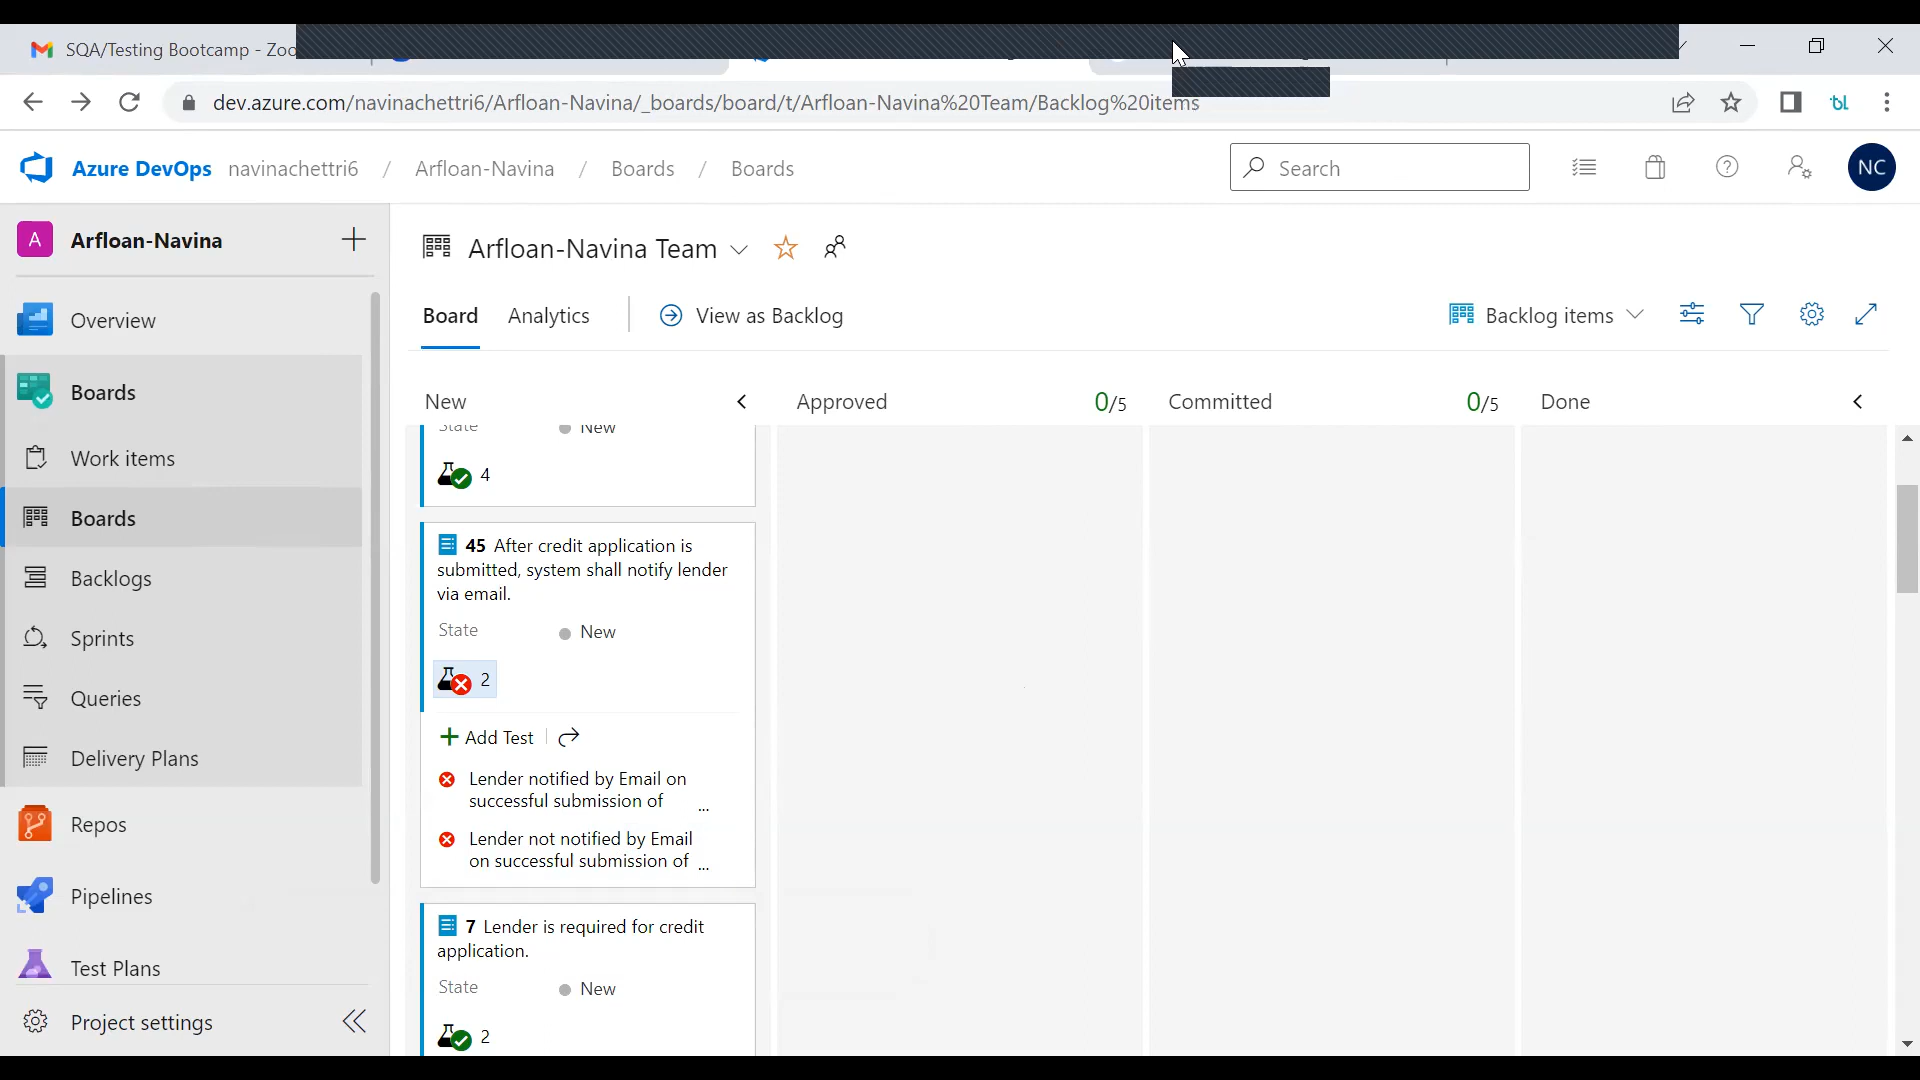 SQA/Testing Bootcamp - Zoo
dev.azure.com/navinachettri6/Arfloan-Navina/_boards/board/t/Arfloan-Navina%20Team/Backlog%20items
Azure DevOps navinachettri6 / Arfloan-Navina / Boards / Boards
Search
NC
A Arfloan-Navina
Overview
Boards
Work items
Boards
Backlogs
Sprints
Queries
Delivery Plans
Repos
Pipelines
Test Plans
Project settings
Arfloan-Navina Team
Board Analytics View as Backlog
Backlog items
New Approved 0/5 Committed 0/5 Done
State New
4
45 After credit application is
submitted, system shall notify lender
via email.
State New
2
Add Test
Lender notified by Email on
successful submission of ...
Lender not notified by Email
on successful submission of ...
7 Lender is required for credit
application.
State New
2